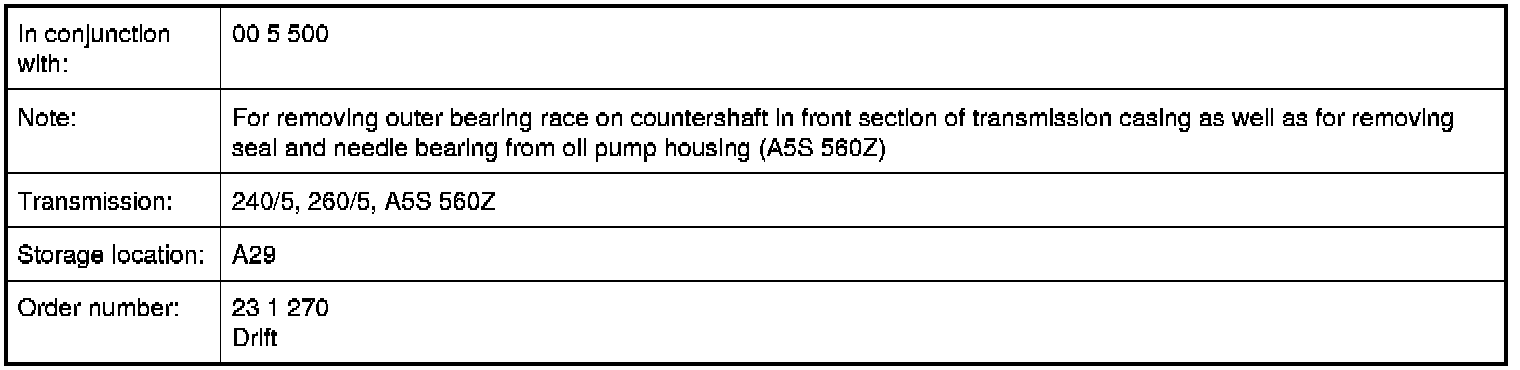 In conjunction with:
00 5 500
Note:
For removing outer bearing race on countershaft in front section of transmission casing as well as for removing
seal and needle bearing from oil pump housing (A5S 560Z)
Transmission:
240/5, 260/5, A5S 560Z
Storage location:
A29
Order number:
23 1 270
Drift